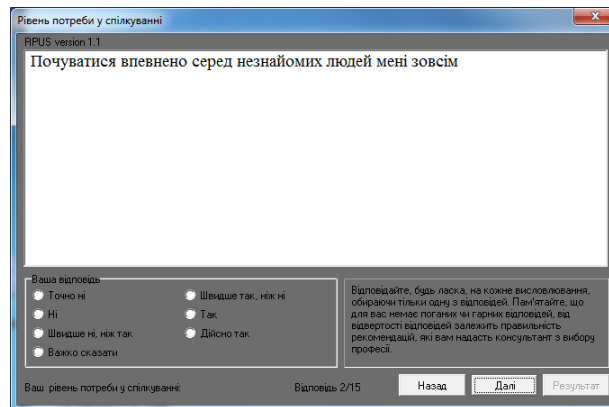 Рівень потреби у спілкуванні
RPUS version 1.1
Почуватися впевнено серед незнайомих людей мені зовсім
Ваша відповідь
Точно ні
Ні
Швидше ні, ніж так
Важко сказати
Швидше так, ніж ні
Так
Дійсно так
Відповідайте, будь ласка, на кожне висловлювання,
обираючи тільки одну з відповідей. Пам'ятайте, що
для вас немає поганих чи гарних відповідей, від
відвертості відповідей залежить правильність
рекомендацій, які вам надасть консультант з вибору
професії.
Ваш рівень потреби у спілкуванні:
Відповідь 2/15
Назад
Далі
Результат